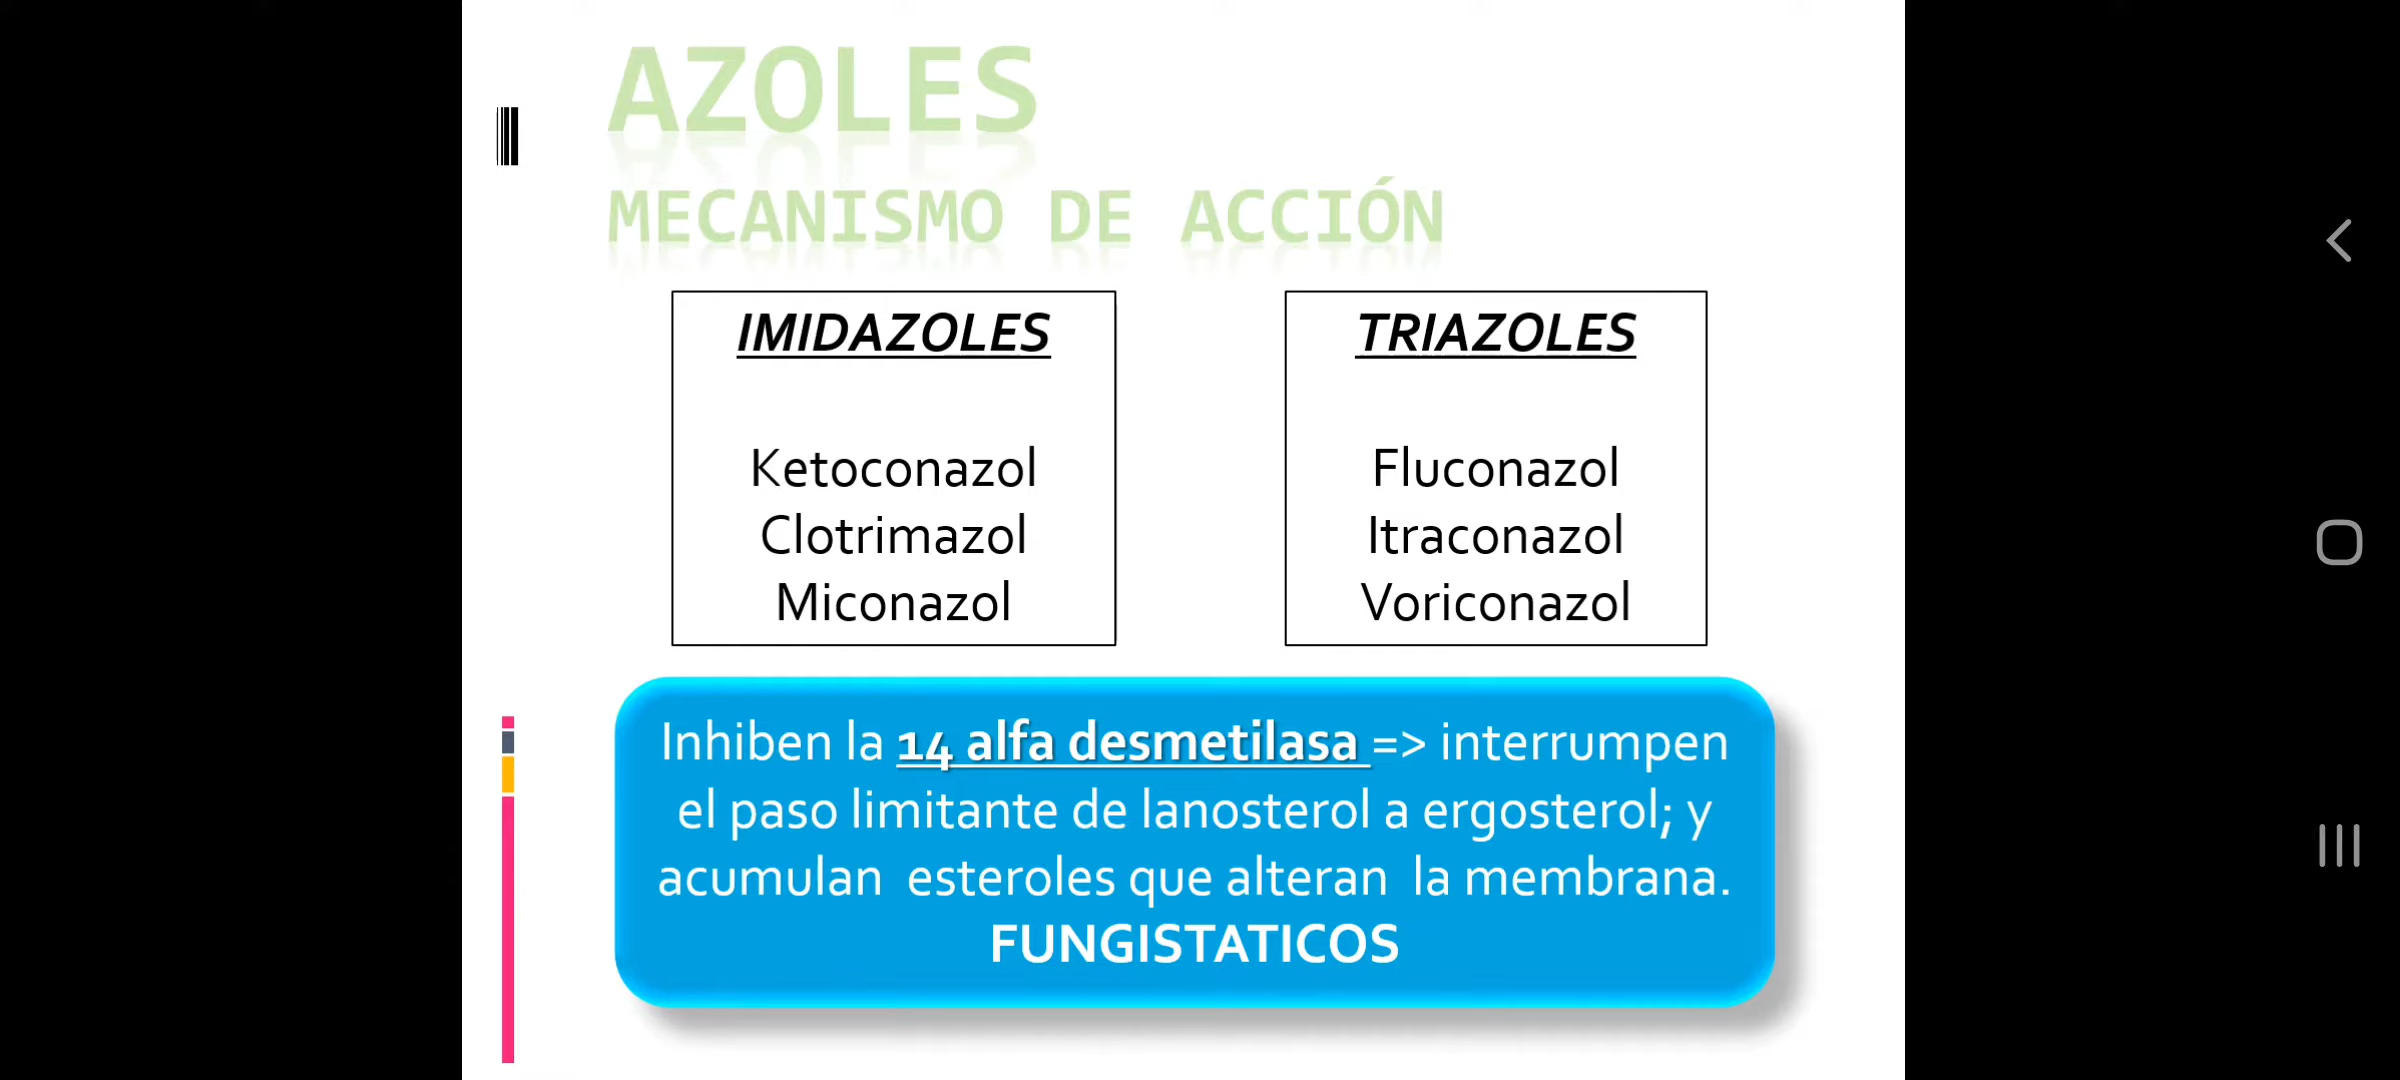 AZOLES
MECANISMO DE ACCIÓN
IMIDAZOLES
Ketoconazol
Clotrimazol
Miconazol
TRIAZOLES
Fluconazol
Itraconazol
Voriconazol
Inhiben la 14 alfa desmetilasa => interrumpen
el paso limitante de lanosterol a ergosterol; y
acumulan esteroles que alteran la membrana.
FUNGISTATICOS